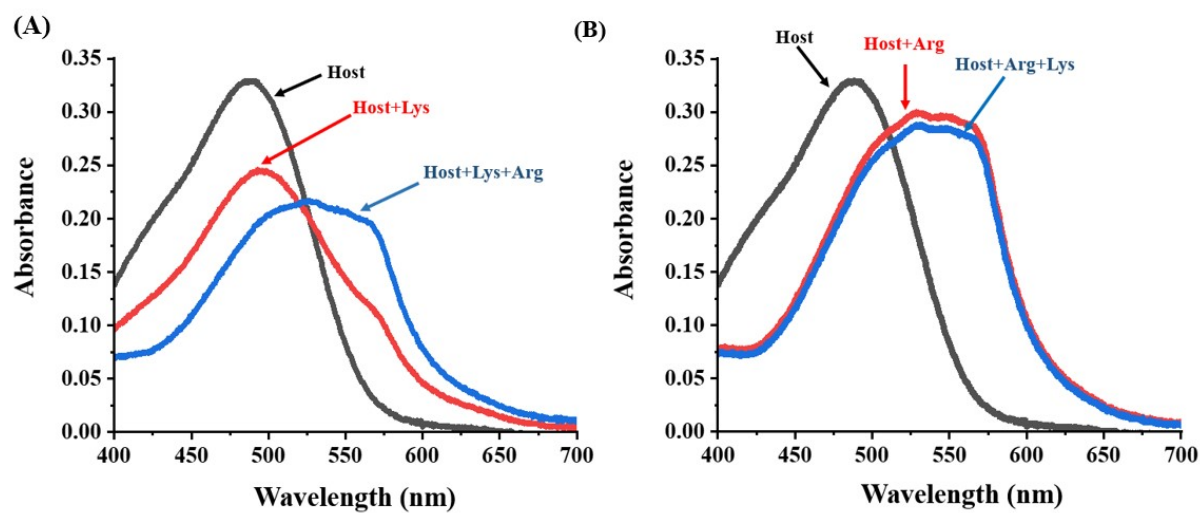 (A)
Host
Host+Lys
Host+Lys+Arg
0.35
0.30
0.25
0.20
0.15
0.10
0.05
0.00
Absorbance
400 450 500 550 600 650 700
Wavelength (nm)
(B)
Host
Host+Arg
Host+Arg+Lys
0.35
0.30
0.25
0.20
0.15
0.10
0.05
0.00
Absorbance
400 450 500 550 600 650 700
Wavelength (nm)